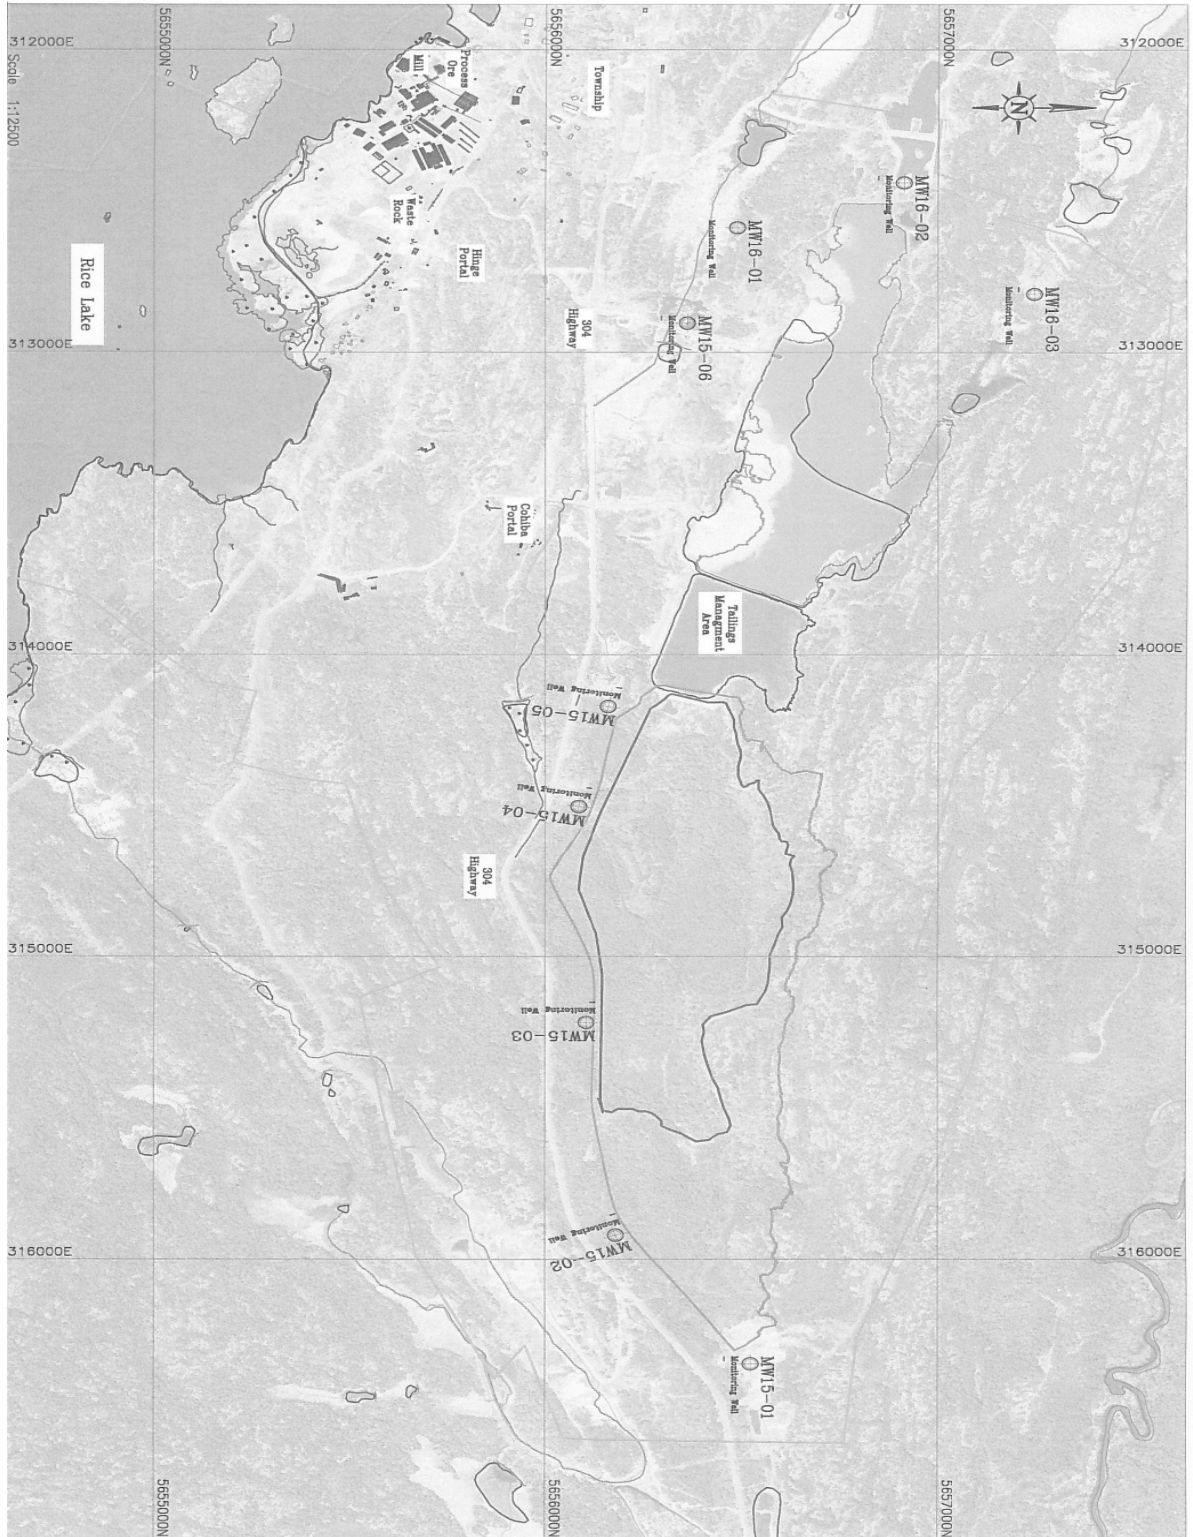 5655000N
5656000N
5657000N
312000E
312000E
Scale 1:12500
Process
Ore
Mill
Township
MW16-02
Monitoring Well
Waste
Rock
Hinge
Portal
MW16-01
Monitoring Well
MW16-03
Monitoring Well
Rice Lake
304
Highway
MW15-06
Monitoring Well
313000E
313000E
Cohiba
Portal
Tailings
Managment
Area
314000E
314000E
MW15-05
Monitoring Well
MW15-04
Monitoring Well
304
Highway
315000E
315000E
MW15-03
Monitoring Well
MW15-02
Monitoring Well
316000E
316000E
MW15-01
Monitoring Well
5655000N
5656000N
5657000N
N